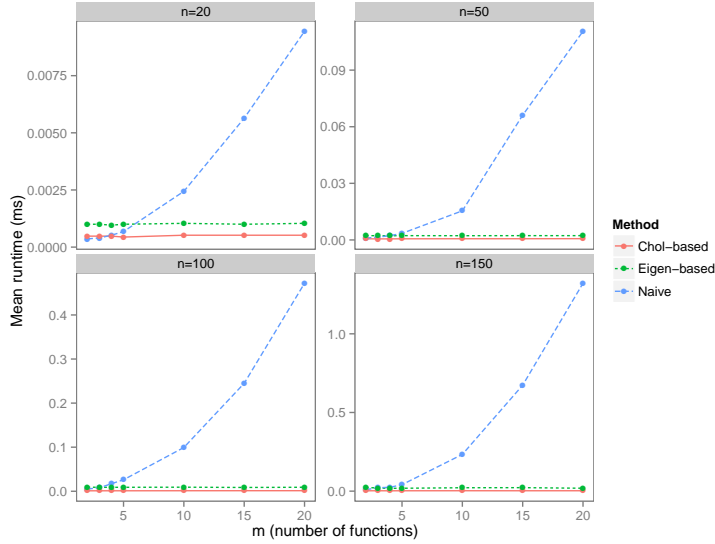 n=20
n=50
0.0075
0.0050
0.0025
0.0000
0.09
0.06
0.03
0.00
n=100
n=150
0.4
0.3
0.2
0.1
0.0
1.0
0.5
0.0
5
10
15
20
5
10
15
20
m (number of functions)
Mean runtime (ms)
Method
Chol−based
Eigen−based
Naive